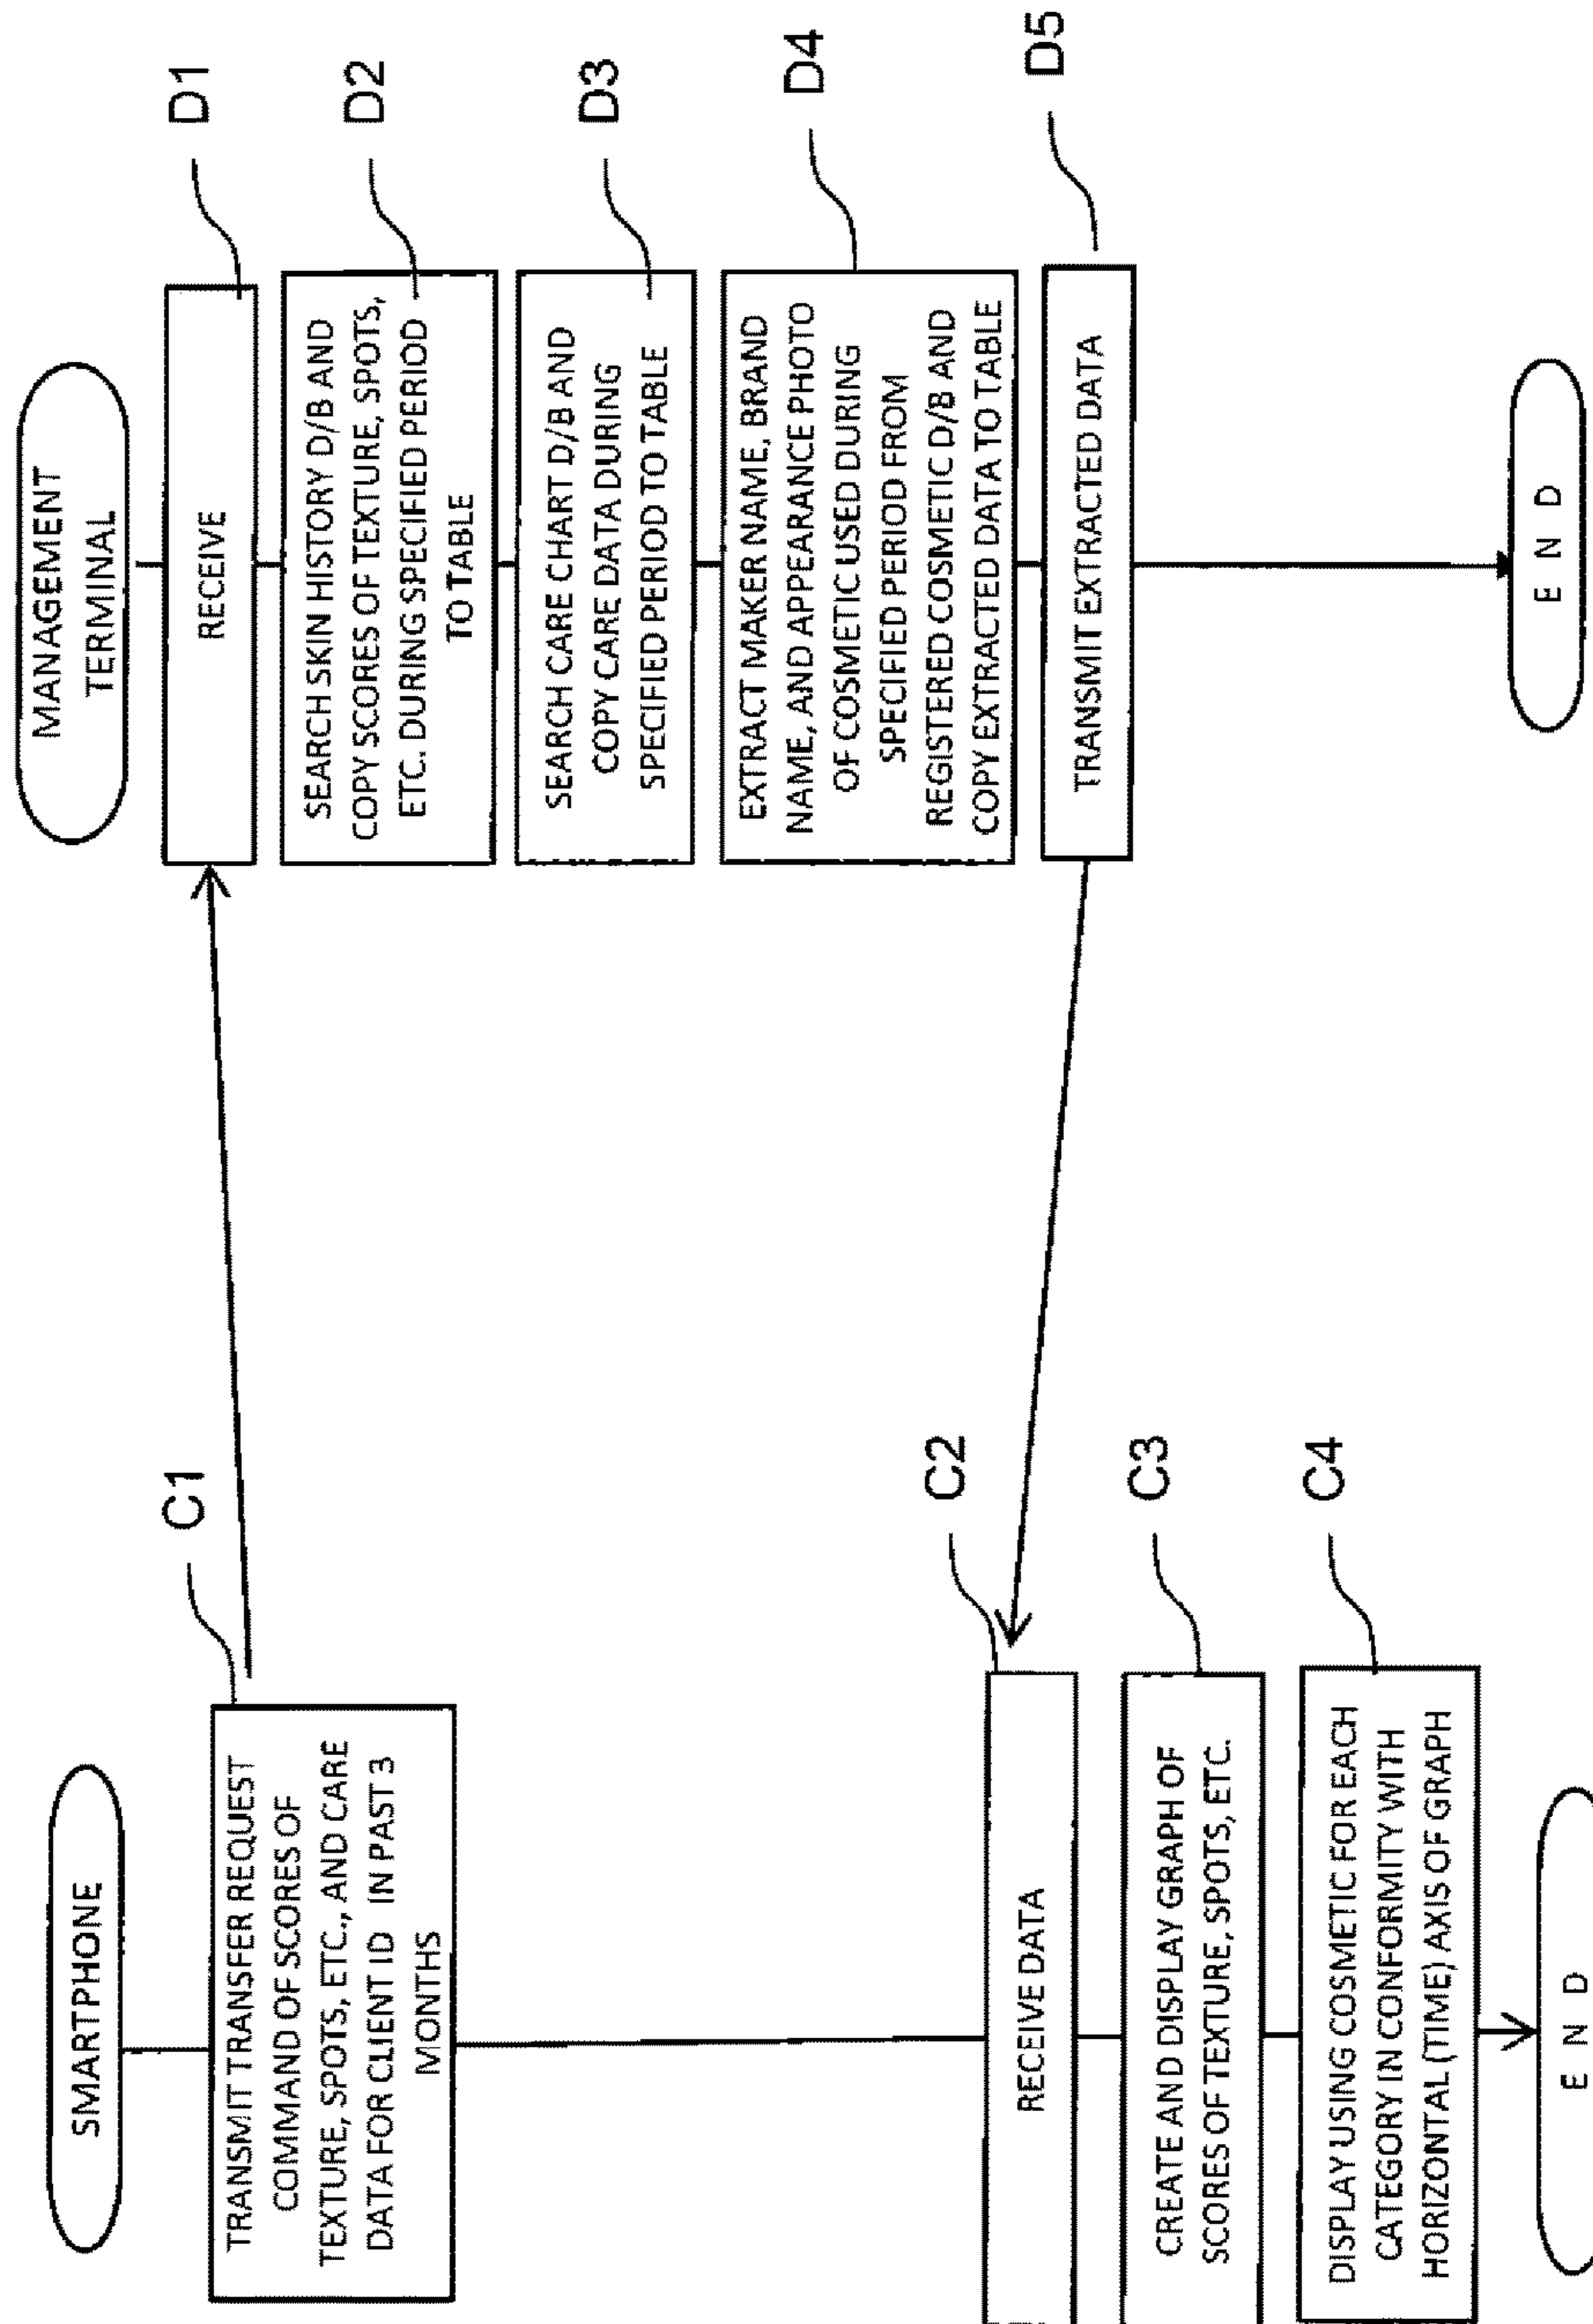 SMARTPHONE
TRANSMIT TRANSFER REQUEST
COMMAND OF SCORES OF
TEXTURE, SPOTS, ETC., AND CARE
DATA FOR CLIENT ID IN PAST 3
MONTHS
C1
RECEIVE DATA
C2
CREATE AND DISPLAY GRAPH OF
SCORES OF TEXTURE, SPOTS, ETC.
C3
DISPLAY USING COSMETIC FOR EACH
CATEGORY IN CONFORMITY WITH
HORIZONTAL (TIME) AXIS OF GRAPH
C4
E N D
MANAGEMENT
TERMINAL
RECEIVE
D1
SEARCH SKIN HISTORY D/B AND
COPY SCORES OF TEXTURE, SPOTS,
ETC. DURING SPECIFIED PERIOD
TO TABLE
D2
SEARCH CARE CHART D/B AND
COPY CARE DATA DURING
SPECIFIED PERIOD TO TABLE
D3
EXTRACT MAKER NAME, BRAND
NAME, AND APPEARANCE PHOTO
OF COSMETIC USED DURING
SPECIFIED PERIOD FROM
REGISTERED COSMETIC D/B AND
COPY EXTRACTED DATA TO TABLE
D4
TRANSMIT EXTRACTED DATA
D5
E N D